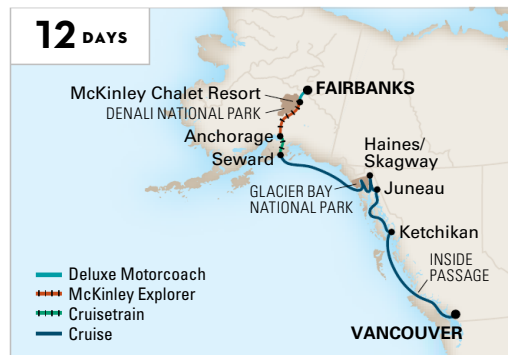 12 DAYS
McKinley Chalet Resort
FAIRBANKS
DENALI NATIONAL PARK
Anchorage
Seward
Haines/
Skagway
GLACIER BAY
NATIONAL PARK
Juneau
Ketchikan
INSIDE
PASSAGE
VANCOUVER
Deluxe Motorcoach
McKinley Explorer
Cruisetrain
Cruise